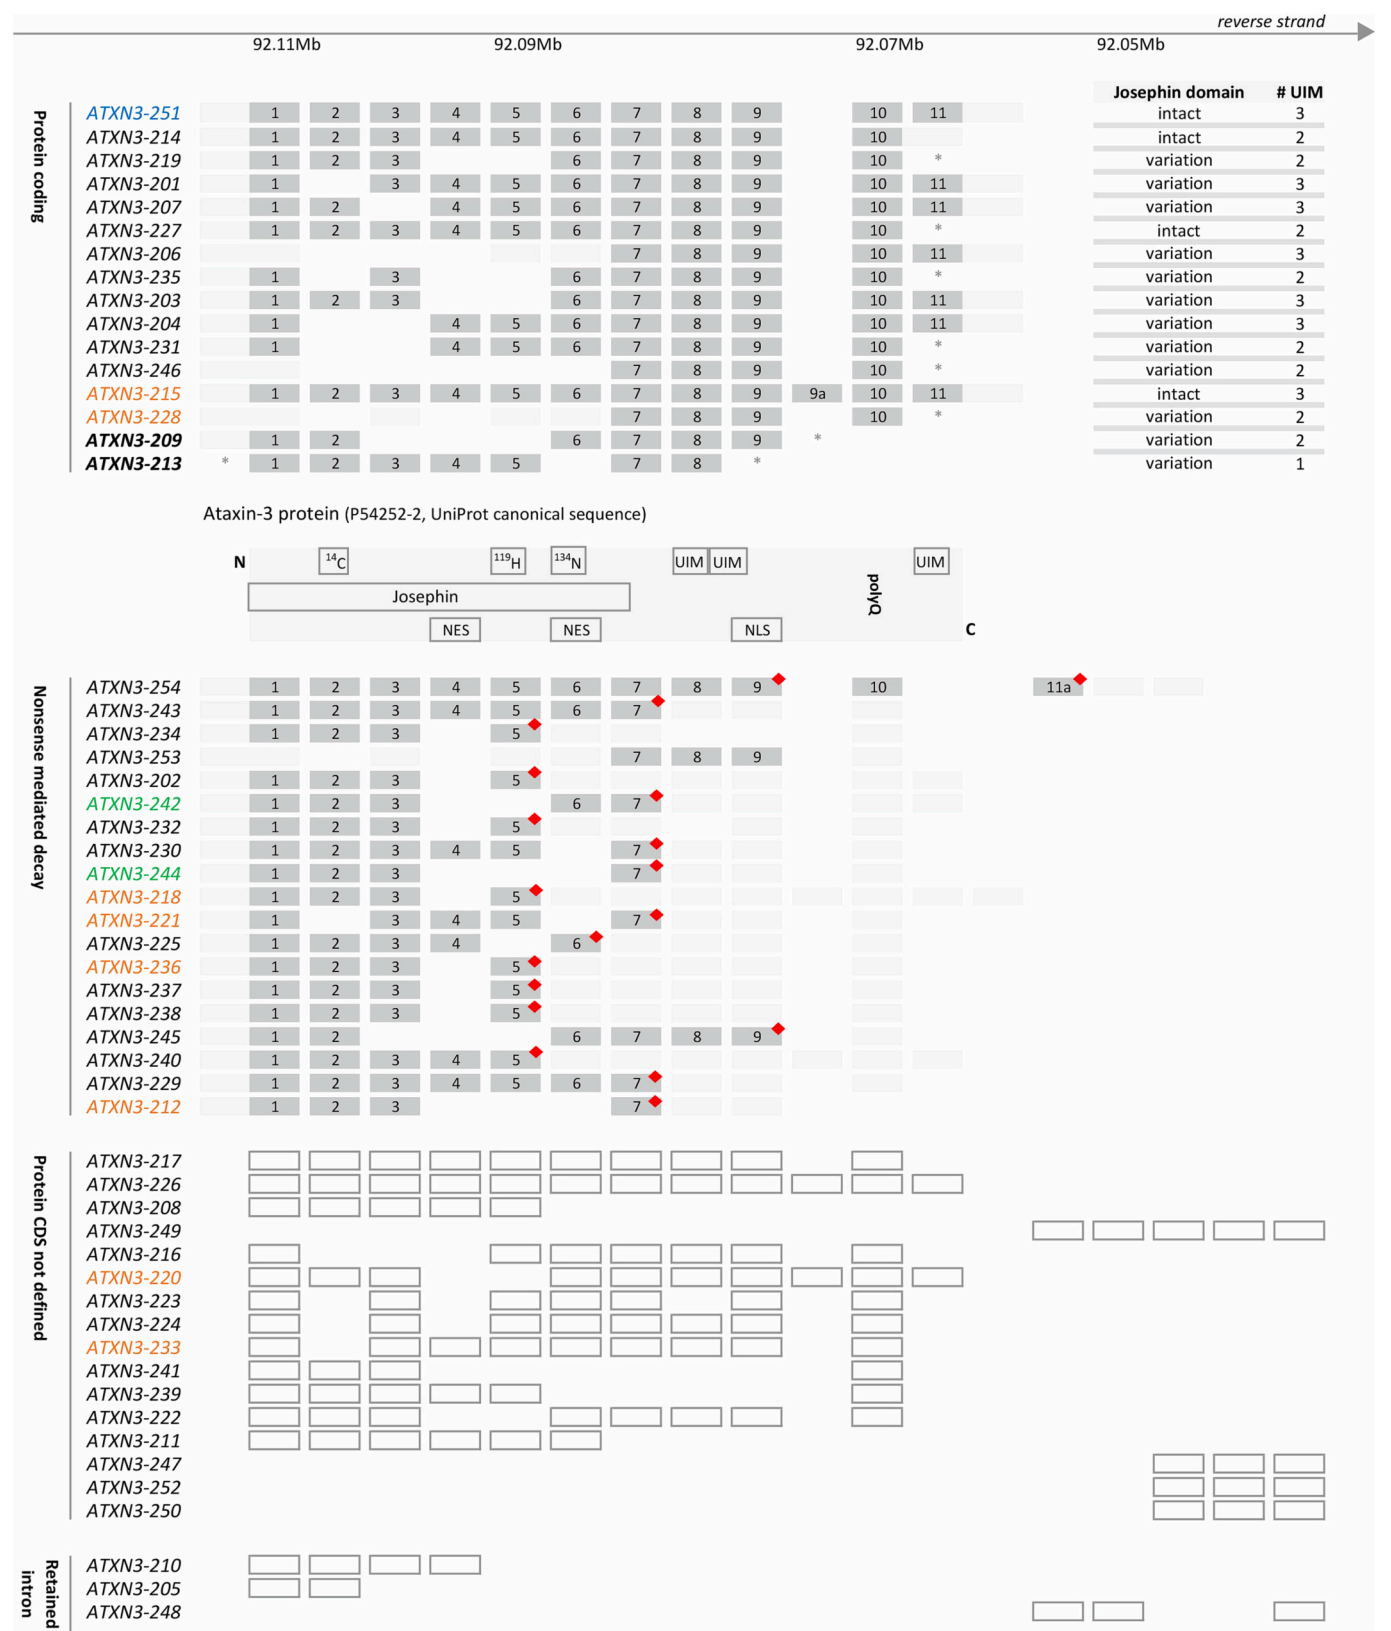 reverse strand
92.11Mb 92.09Mb 92.07Mb 92.05Mb
Josephin domain # UIM
Protein coding
ATXN3-251 1 2 3 4 5 6 7 8 9 10 11 intact 3
ATXN3-214 1 2 3 4 5 6 7 8 9 10 intact 2
ATXN3-219 1 2 3 6 7 8 9 10 * variation 2
ATXN3-201 1 3 4 5 6 7 8 9 10 11 variation 3
ATXN3-207 1 2 4 5 6 7 8 9 10 11 variation 3
ATXN3-227 1 2 3 4 5 6 7 8 9 10 * intact 2
ATXN3-206 7 8 9 10 11 variation 3
ATXN3-235 1 3 6 7 8 9 10 * variation 2
ATXN3-203 1 2 3 6 7 8 9 10 11 variation 3
ATXN3-204 1 4 5 6 7 8 9 10 11 variation 3
ATXN3-231 1 4 5 6 7 8 9 10 * variation 2
ATXN3-246 7 8 9 10 * variation 2
ATXN3-215 1 2 3 4 5 6 7 8 9 9a 10 11 intact 3
ATXN3-228 7 8 9 10 * variation 2
ATXN3-209 1 2 6 7 8 9 * variation 2
ATXN3-213 * 1 2 3 4 5 7 8 * variation 1
Ataxin-3 protein (P54252-2, UniProt canonical sequence)
N 14C 119H 134N UIM UIM UIM
Josephin polyQ
NES NES NLS C
Nonsense mediated decay
ATXN3-254 1 2 3 4 5 6 7 8 9 10 11a
ATXN3-243 1 2 3 4 5 6 7
ATXN3-234 1 2 3 5
ATXN3-253 7 8 9
ATXN3-202 1 2 3 5
ATXN3-242 1 2 3 6 7
ATXN3-232 1 2 3 5
ATXN3-230 1 2 3 4 5 7
ATXN3-244 1 2 3 7
ATXN3-218 1 2 3 5
ATXN3-221 1 3 4 5 7
ATXN3-225 1 2 3 4 6
ATXN3-236 1 2 3 5
ATXN3-237 1 2 3 5
ATXN3-238 1 2 3 5
ATXN3-245 1 2 6 7 8 9
ATXN3-240 1 2 3 4 5
ATXN3-229 1 2 3 4 5 6 7
ATXN3-212 1 2 3 7
Protein CDS not defined
ATXN3-217
ATXN3-226
ATXN3-208
ATXN3-249
ATXN3-216
ATXN3-220
ATXN3-223
ATXN3-224
ATXN3-233
ATXN3-241
ATXN3-239
ATXN3-222
ATXN3-211
ATXN3-247
ATXN3-252
ATXN3-250
Retained
intron
ATXN3-210
ATXN3-205
ATXN3-248